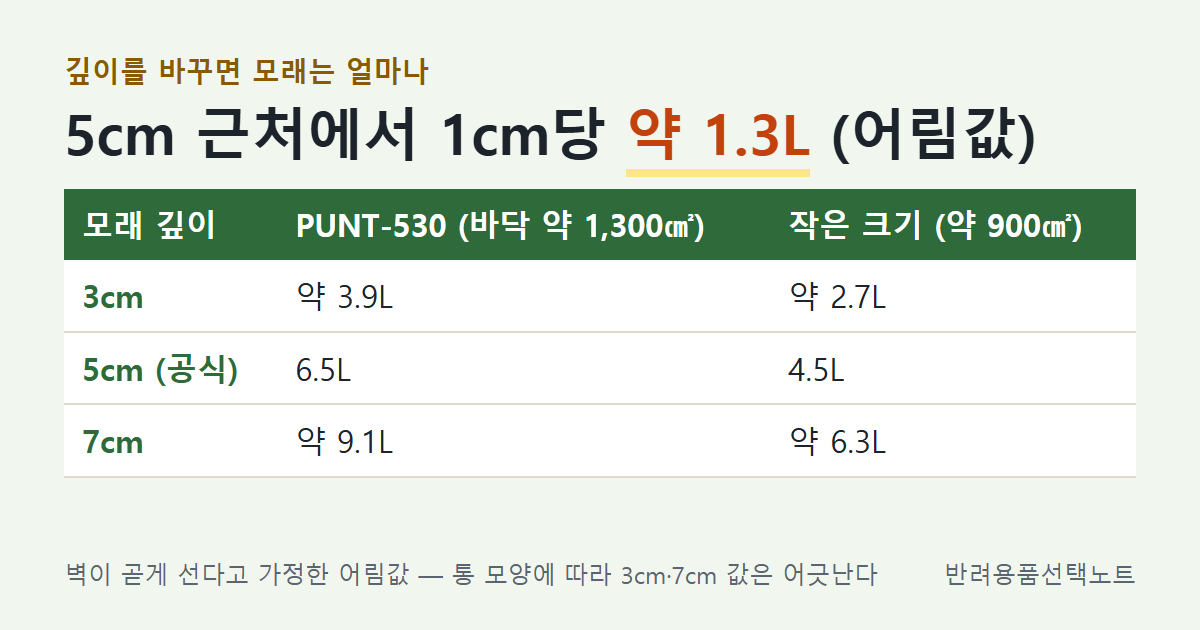 깊이를 바꾸면 모래는 얼마나
5cm 근처에서 1cm당 약 1.3L (어림값)
모래 깊이 PUNT-530 (바닥 약 1,300㎠) 작은 크기 (약 900㎠)
3cm 약 3.9L 약 2.7L
5cm (공식) 6.5L 4.5L
7cm 약 9.1L 약 6.3L
벽이 곧게 선다고 가정한 어림값 — 통 모양에 따라 3cm·7cm 값은 어긋난다 반려용품선택노트